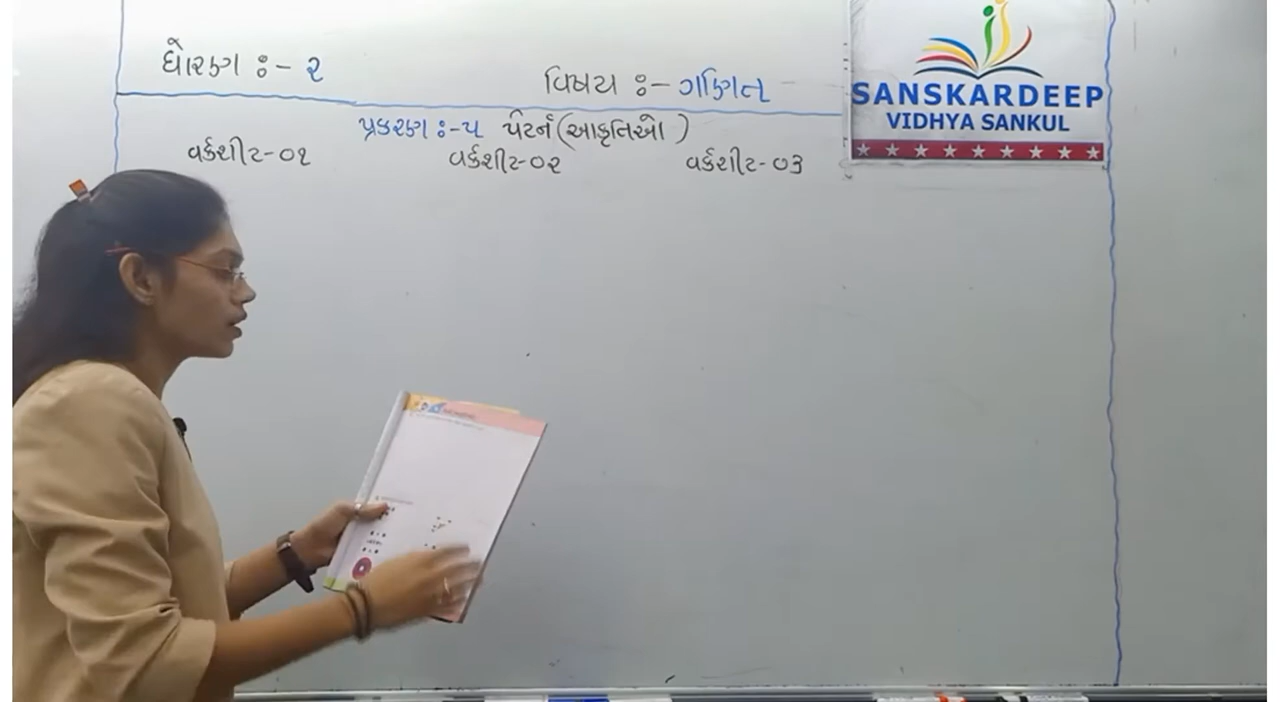 ધોરણ :- ૨
વિષય :- ગણિત
પ્રકરણ :- ૫ પેટર્ન (આકૃતિઓ)
વર્કશીટ-૦૧ વર્કશીટ-૦૨ વર્કશીટ-૦૩
SANSKARDEEP
VIDHYA SANKUL